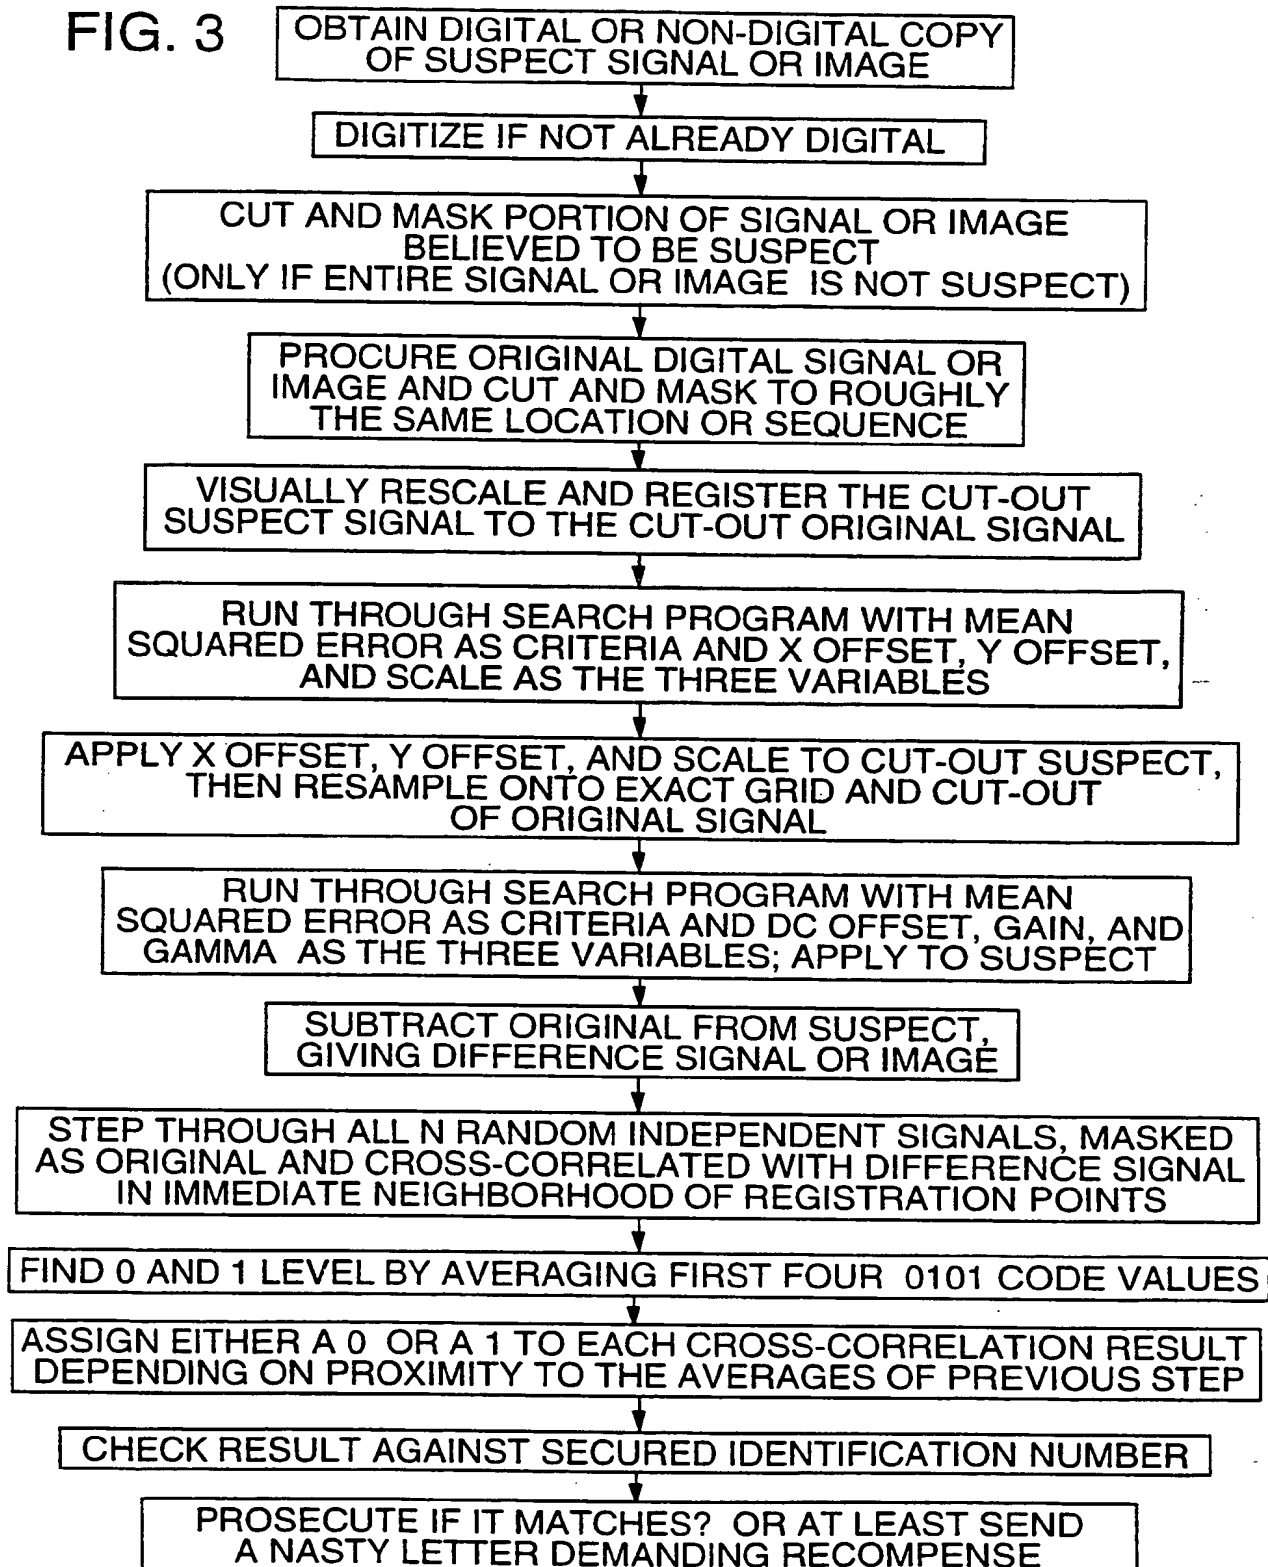 FIG. 3
OBTAIN DIGITAL OR NON-DIGITAL COPY
OF SUSPECT SIGNAL OR IMAGE
DIGITIZE IF NOT ALREADY DIGITAL
CUT AND MASK PORTION OF SIGNAL OR IMAGE
BELIEVED TO BE SUSPECT
(ONLY IF ENTIRE SIGNAL OR IMAGE IS NOT SUSPECT)
PROCURE ORIGINAL DIGITAL SIGNAL OR
IMAGE AND CUT AND MASK TO ROUGHLY
THE SAME LOCATION OR SEQUENCE
VISUALLY RESCALE AND REGISTER THE CUT-OUT
SUSPECT SIGNAL TO THE CUT-OUT ORIGINAL SIGNAL
RUN THROUGH SEARCH PROGRAM WITH MEAN
SQUARED ERROR AS CRITERIA AND X OFFSET, Y OFFSET,
AND SCALE AS THE THREE VARIABLES
APPLY X OFFSET, Y OFFSET, AND SCALE TO CUT-OUT SUSPECT,
THEN RESAMPLE ONTO EXACT GRID AND CUT-OUT
OF ORIGINAL SIGNAL
RUN THROUGH SEARCH PROGRAM WITH MEAN
SQUARED ERROR AS CRITERIA AND DC OFFSET, GAIN, AND
GAMMA AS THE THREE VARIABLES; APPLY TO SUSPECT
SUBTRACT ORIGINAL FROM SUSPECT,
GIVING DIFFERENCE SIGNAL OR IMAGE
STEP THROUGH ALL N RANDOM INDEPENDENT SIGNALS, MASKED
AS ORIGINAL AND CROSS-CORRELATED WITH DIFFERENCE SIGNAL
IN IMMEDIATE NEIGHBORHOOD OF REGISTRATION POINTS
FIND 0 AND 1 LEVEL BY AVERAGING FIRST FOUR 0101 CODE VALUES
ASSIGN EITHER A 0 OR A 1 TO EACH CROSS-CORRELATION RESULT
DEPENDING ON PROXIMITY TO THE AVERAGES OF PREVIOUS STEP
CHECK RESULT AGAINST SECURED IDENTIFICATION NUMBER
PROSECUTE IF IT MATCHES? OR AT LEAST SEND
A NASTY LETTER DEMANDING RECOMPENSE